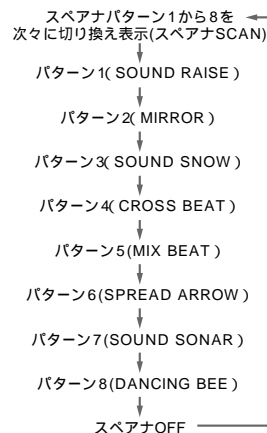 スペアナパターン1から8を
次々に切り換え表示(スペアナSCAN)
パターン1(SOUND RAISE)
パターン2(MIRROR)
パターン3(SOUND SNOW)
パターン4(CROSS BEAT)
パターン5(MIX BEAT)
パターン6(SPREAD ARROW)
パターン7(SOUND SONAR)
パターン8(DANCING BEE)
スペアナOFF